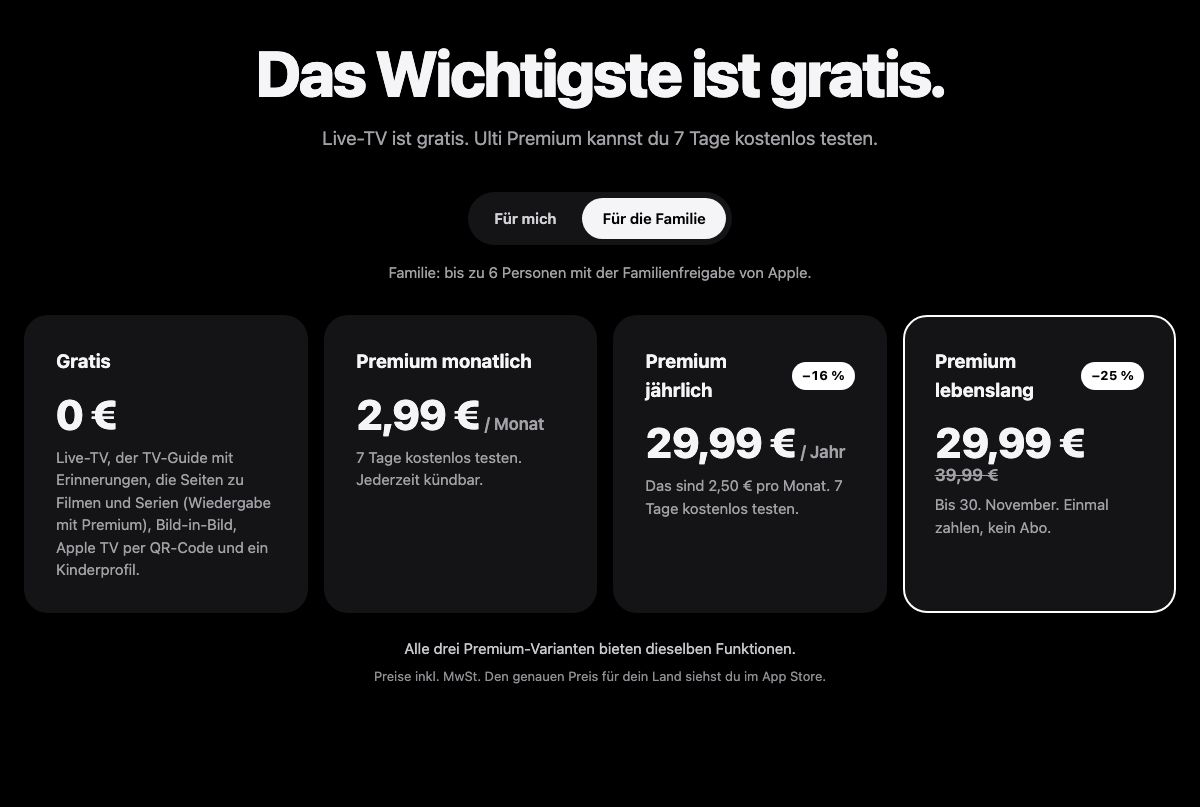 Das Wichtigste ist gratis.
Live-TV ist gratis. Ulti Premium kannst du 7 Tage kostenlos testen.
Für mich
Für die Familie
Familie: bis zu 6 Personen mit der Familienfreigabe von Apple.
Gratis
0 €
Live-TV, der TV-Guide mit
Erinnerungen, die Seiten zu
Filmen und Serien (Wiedergabe
mit Premium), Bild-in-Bild,
Apple TV per QR-Code und ein
Kinderprofil.
Premium monatlich
2,99 € / Monat
7 Tage kostenlos testen.
Jederzeit kündbar.
Premium
jährlich
−16 %
29,99 € / Jahr
Das sind 2,50 € pro Monat. 7
Tage kostenlos testen.
Premium
lebenslang
−25 %
29,99 €
39,99 €
Bis 30. November. Einmal
zahlen, kein Abo.
Alle drei Premium-Varianten bieten dieselben Funktionen.
Preise inkl. MwSt. Den genauen Preis für dein Land siehst du im App Store.